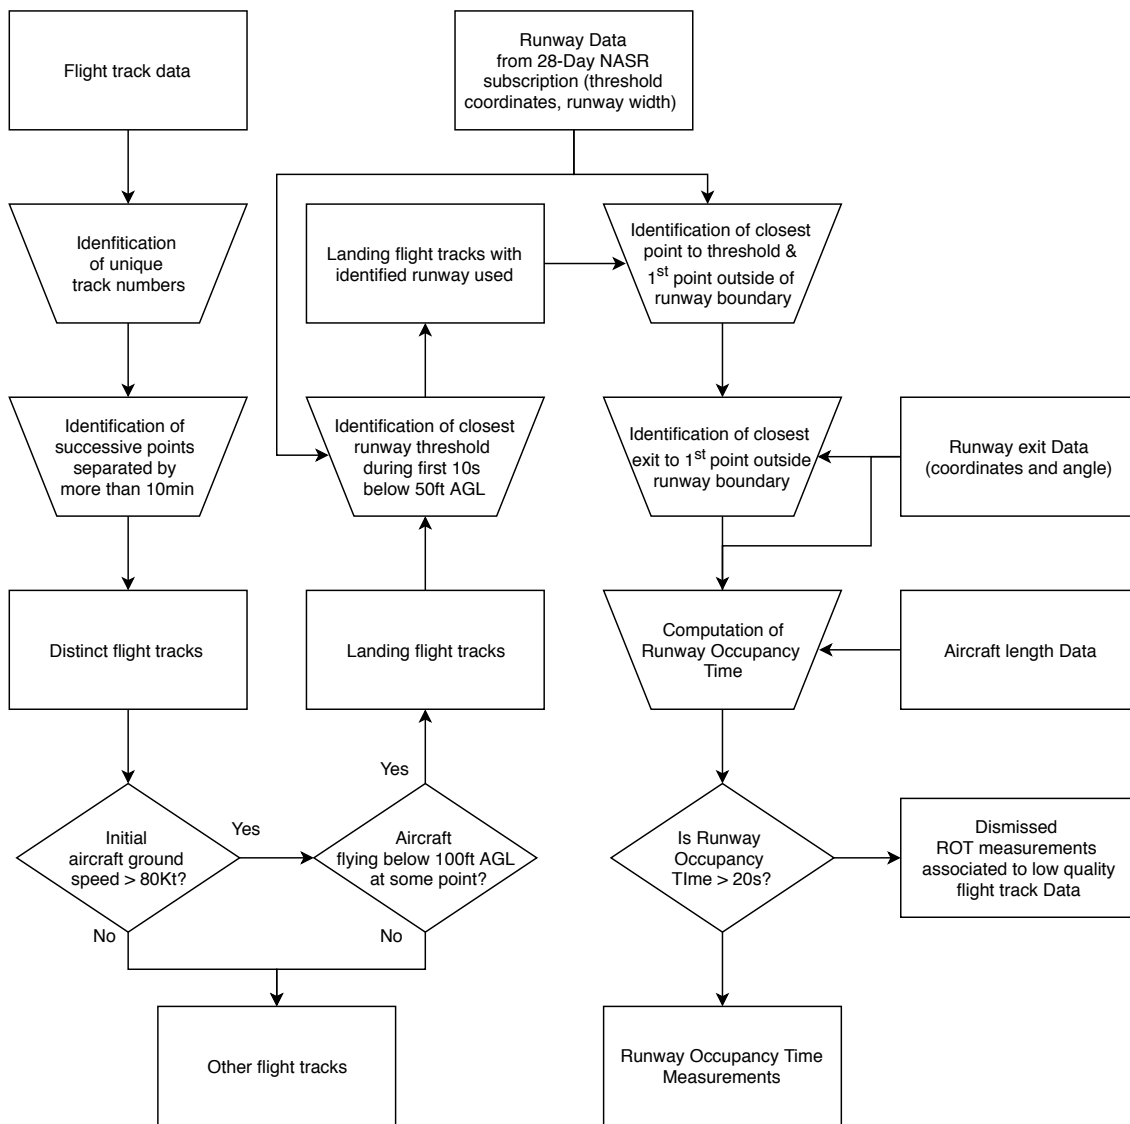 Flight track data
Runway Data
from 28-Day NASR
subscription (threshold
coordinates, runway width)
Idenfitication
of unique
track numbers
Landing flight tracks with
identified runway used
Identification of closest
point to threshold &
1st point outside of
runway boundary
Identification of
successive points
separated by
more than 10min
Identification of closest
runway threshold
during first 10s
below 50ft AGL
Identification of closest
exit to 1st point outside
runway boundary
Runway exit Data
(coordinates and angle)
Distinct flight tracks
Landing flight tracks
Computation of
Runway Occupancy
Time
Aircraft length Data
Initial
aircraft ground
speed > 80Kt?
Yes
No
Aircraft
flying below 100ft AGL
at some point?
Yes
No
Is Runway
Occupancy
TIme > 20s?
Dismissed
ROT measurements
associated to low quality
flight track Data
Other flight tracks
Runway Occupancy Time
Measurements